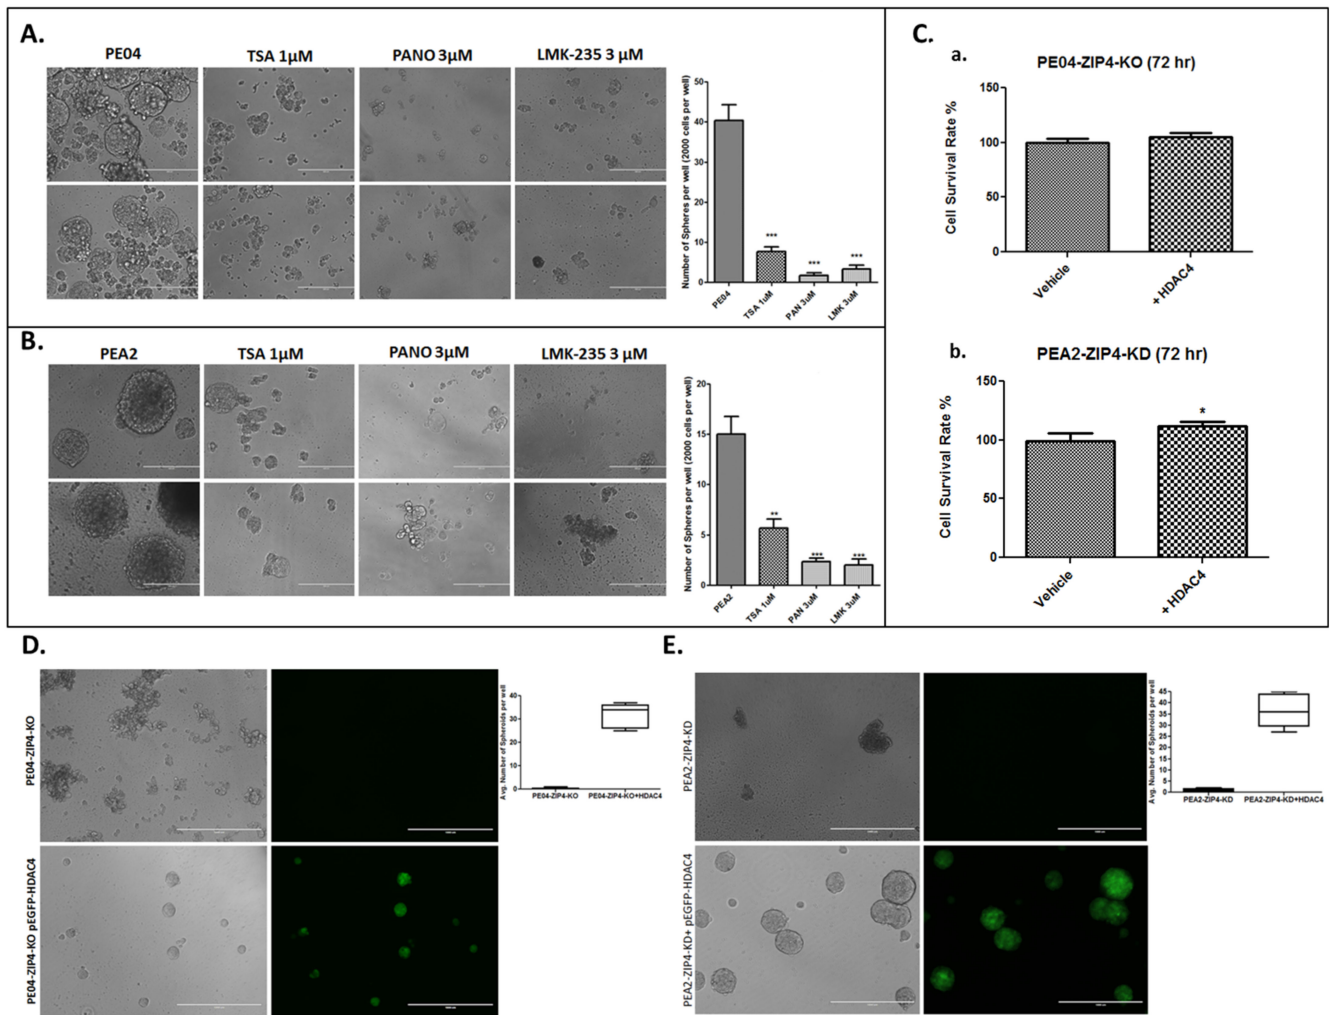 A.
PE04
TSA 1µM
PANO 3µM
LMK-235 3 µM
Number of Spheres per well (2000 cells per well)
50
40
30
20
10
0
***
***
***
PE04
TSA 1uM
PAN 3uM
LMK 3uM
B.
PEA2
TSA 1µM
PANO 3µM
LMK-235 3 µM
Number of Spheres per well (2000 cells per well)
20
15
10
5
0
**
***
***
PEA2
TSA 1uM
PAN 3uM
LMK 3uM
C.
a.
PE04-ZIP4-KO (72 hr)
Cell Survival Rate %
150
100
50
0
Vehicle
+ HDAC4
b.
PEA2-ZIP4-KD (72 hr)
Cell Survival Rate %
150
100
50
0
*
Vehicle
+ HDAC4
D.
PE04-ZIP4-KO
PE04-ZIP4-KO pEGFP-HDAC4
Avg. Number of Spheroids per well
40
30
20
10
0
PE04-ZIP4-KO
PE04-ZIP4-KO+HDAC4
E.
PEA2-ZIP4-KD
PEA2-ZIP4-KD+ pEGFP-HDAC4
Avg. Number of Spheroids per well
45
40
35
30
25
20
15
10
5
0
PEA2-ZIP4-KD
PEA2-ZIP4-KD+HDAC4